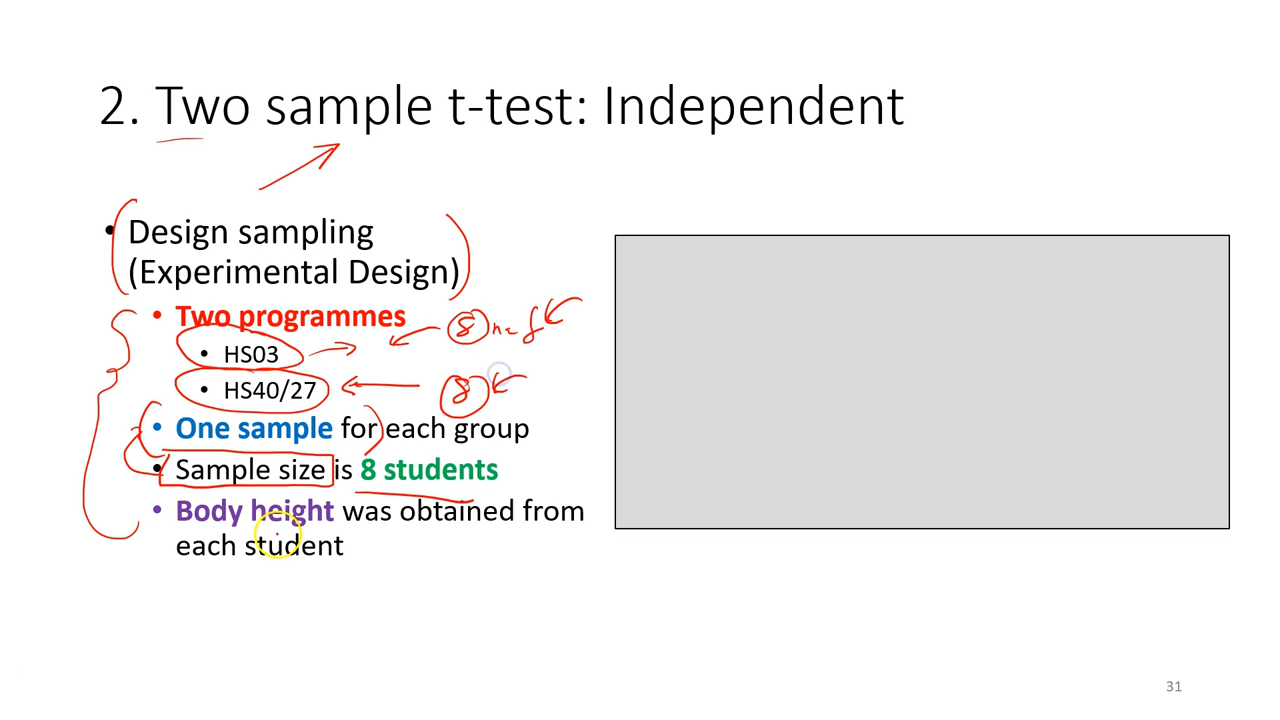 2. Two sample t-test: Independent
• Design sampling
(Experimental Design)
• Two programmes
8 n=
• HS03
• HS40/27
8
• One sample for each group
• Sample size is 8 students
• Body height was obtained from
each student
31